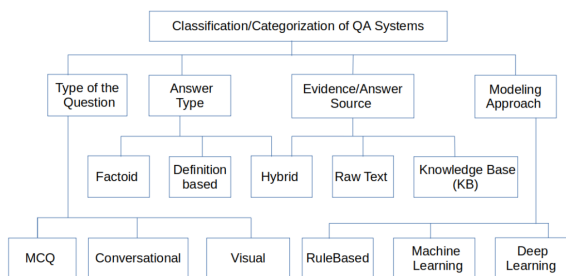 Classification/Categorization of QA Systems
Type of the
Question
Answer
Type
Evidence/Answer
Source
Modeling
Approach
Factoid
Definition
based
Hybrid
Raw Text
Knowledge Base
(KB)
MCQ
Conversational
Visual
RuleBased
Machine
Learning
Deep
Learning